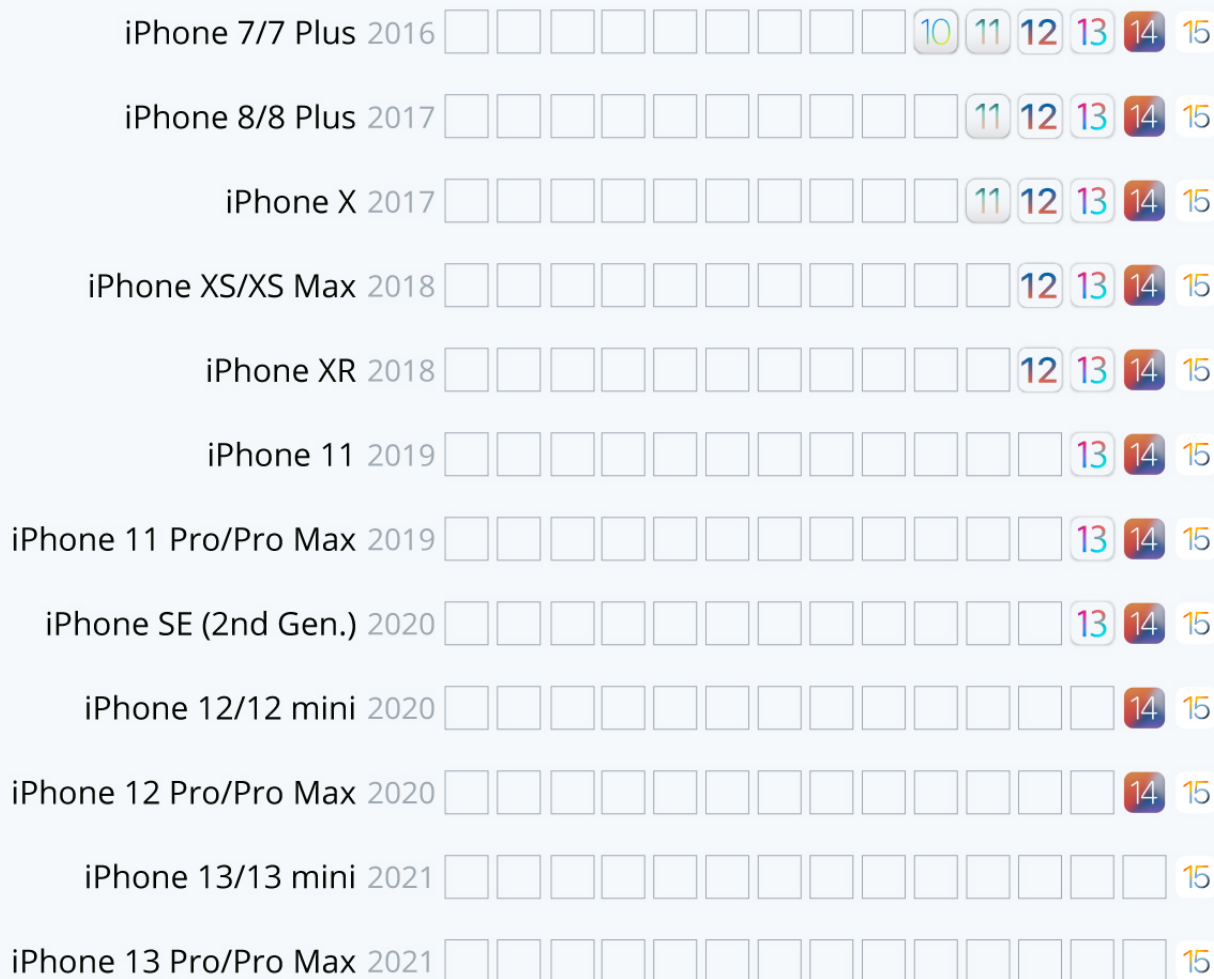 iPhone 7/7 Plus 2016 10 11 12 13 14 15
iPhone 8/8 Plus 2017 11 12 13 14 15
iPhone X 2017 11 12 13 14 15
iPhone XS/XS Max 2018 12 13 14 15
iPhone XR 2018 12 13 14 15
iPhone 11 2019 13 14 15
iPhone 11 Pro/Pro Max 2019 13 14 15
iPhone SE (2nd Gen.) 2020 13 14 15
iPhone 12/12 mini 2020 14 15
iPhone 12 Pro/Pro Max 2020 14 15
iPhone 13/13 mini 2021 15
iPhone 13 Pro/Pro Max 2021 15